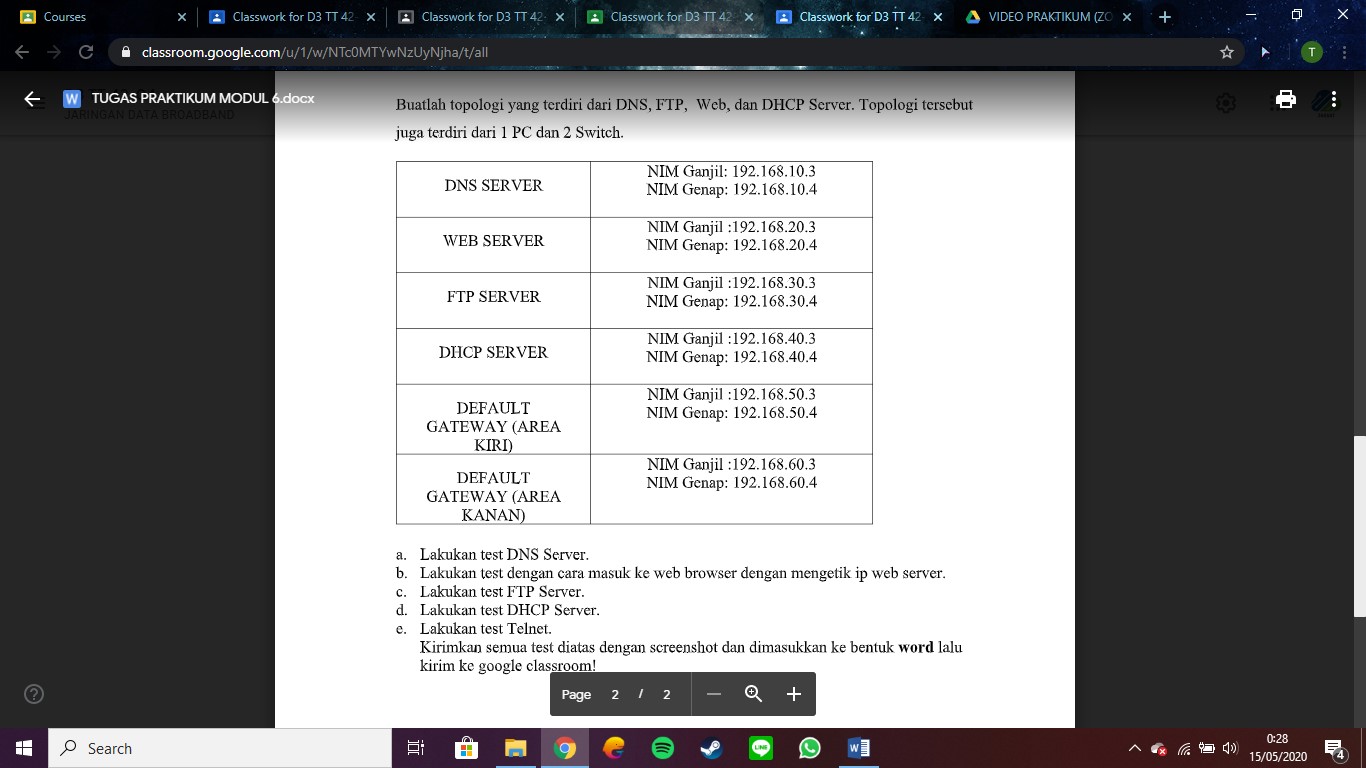 Courses
Classwork for D3 TT 42-
Classwork for D3 TT 42-
Classwork for D3 TT 42-
Classwork for D3 TT 42-
VIDEO PRAKTIKUM (ZO
classroom.google.com/u/1/w/NTc0MTYwNzUyNjha/t/all
T
W TUGAS PRAKTIKUM MODUL 6.docx
JARINGAN DATA BROADBAND
Buatlah topologi yang terdiri dari DNS, FTP, Web, dan DHCP Server. Topologi tersebut
juga terdiri dari 1 PC dan 2 Switch.
DNS SERVER
NIM Ganjil: 192.168.10.3
NIM Genap: 192.168.10.4
WEB SERVER
NIM Ganjil :192.168.20.3
NIM Genap: 192.168.20.4
FTP SERVER
NIM Ganjil :192.168.30.3
NIM Genap: 192.168.30.4
DHCP SERVER
NIM Ganjil :192.168.40.3
NIM Genap: 192.168.40.4
DEFAULT
GATEWAY (AREA
KIRI)
NIM Ganjil :192.168.50.3
NIM Genap: 192.168.50.4
DEFAULT
GATEWAY (AREA
KANAN)
NIM Ganjil :192.168.60.3
NIM Genap: 192.168.60.4
a. Lakukan test DNS Server.
b. Lakukan test dengan cara masuk ke web browser dengan mengetik ip web server.
c. Lakukan test FTP Server.
d. Lakukan test DHCP Server.
e. Lakukan test Telnet.
Kirimkan semua test diatas dengan screenshot dan dimasukkan ke bentuk word lalu
kirim ke google classroom!
Page 2 / 2
Search
LINE
W
0:28
15/05/2020
4